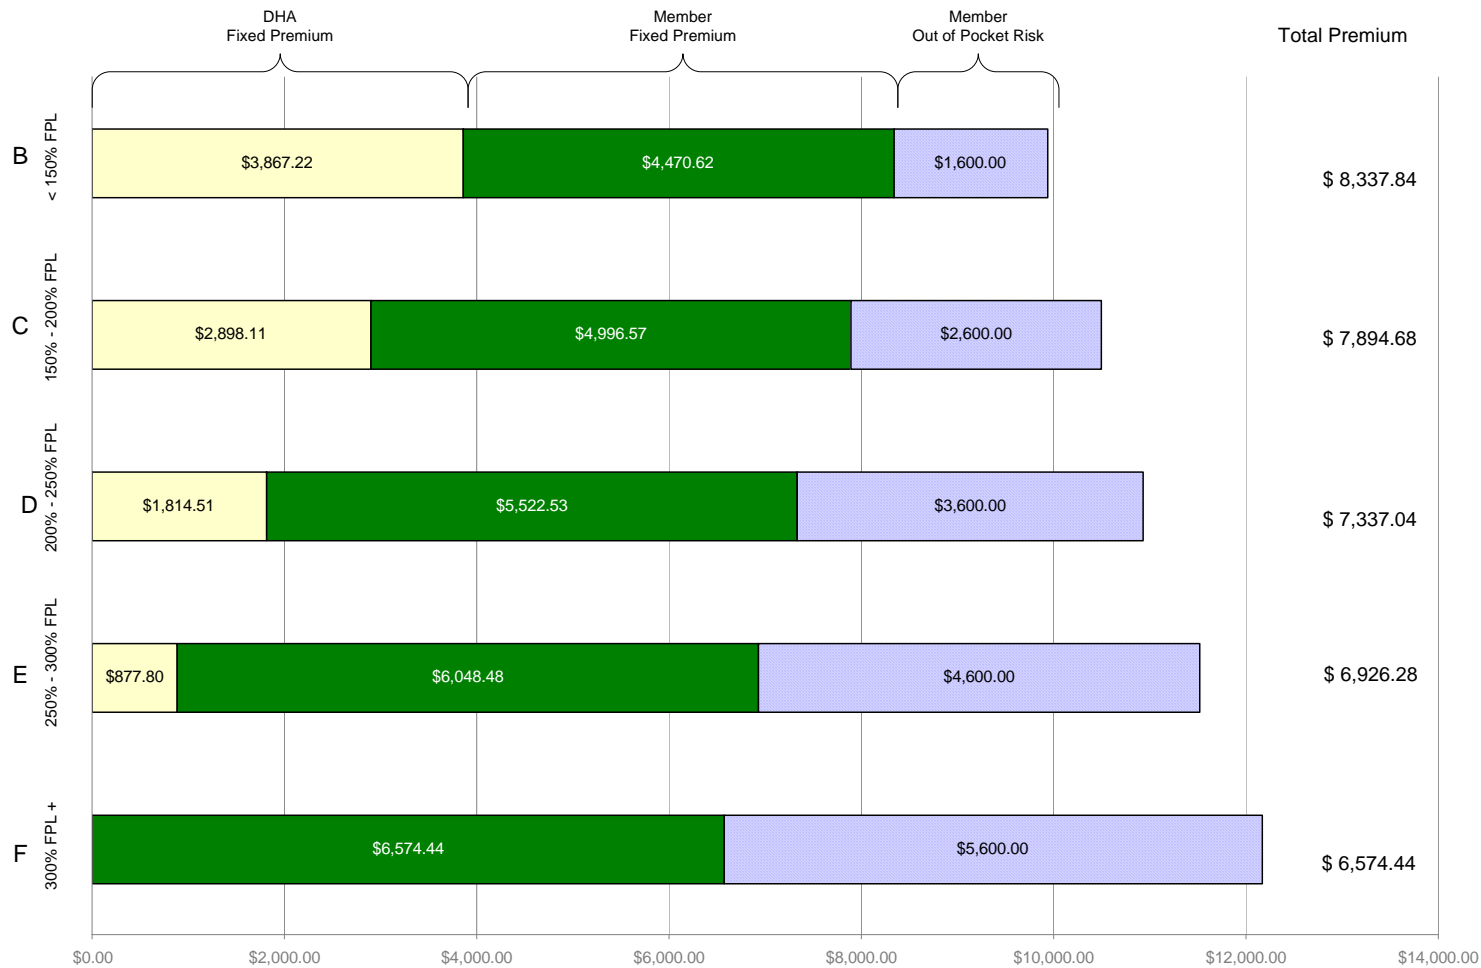 DHA
Fixed Premium
Member
Fixed Premium
Member
Out of Pocket Risk
Total Premium
B
< 150% FPL
$3,867.22
$4,470.62
$1,600.00
$ 8,337.84
C
150% - 200% FPL
$2,898.11
$4,996.57
$2,600.00
$ 7,894.68
D
200% - 250% FPL
$1,814.51
$5,522.53
$3,600.00
$ 7,337.04
E
250% - 300% FPL
$877.80
$6,048.48
$4,600.00
$ 6,926.28
F
300% FPL +
$6,574.44
$5,600.00
$ 6,574.44
$0.00
$2,000.00
$4,000.00
$6,000.00
$8,000.00
$10,000.00
$12,000.00
$14,000.00